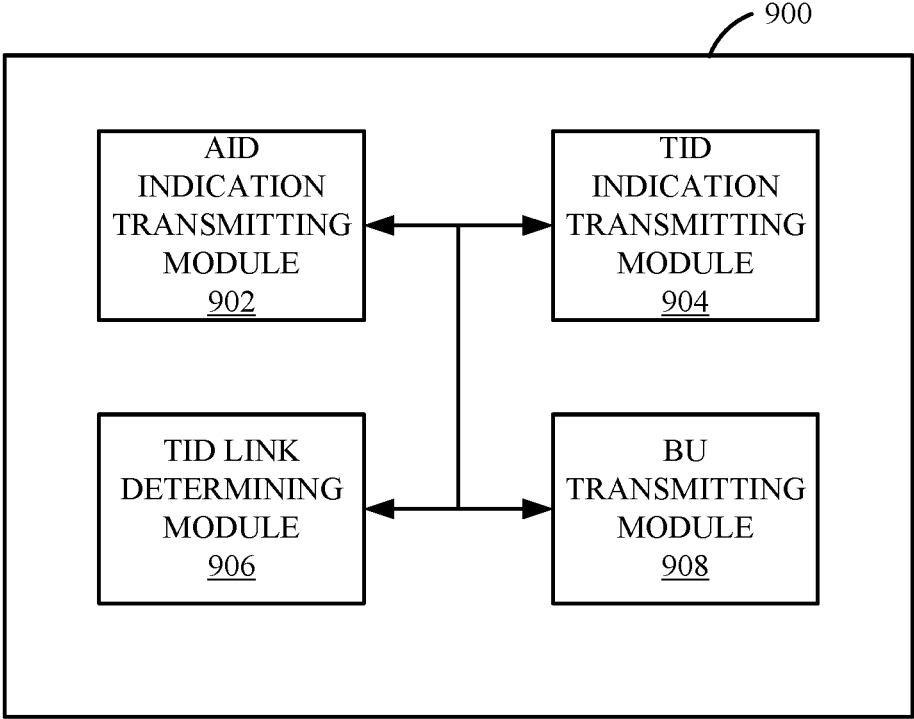 900
AID
INDICATION
TRANSMITTING
MODULE
902
TID
INDICATION
TRANSMITTING
MODULE
904
TID LINK
DETERMINING
MODULE
906
BU
TRANSMITTING
MODULE
908